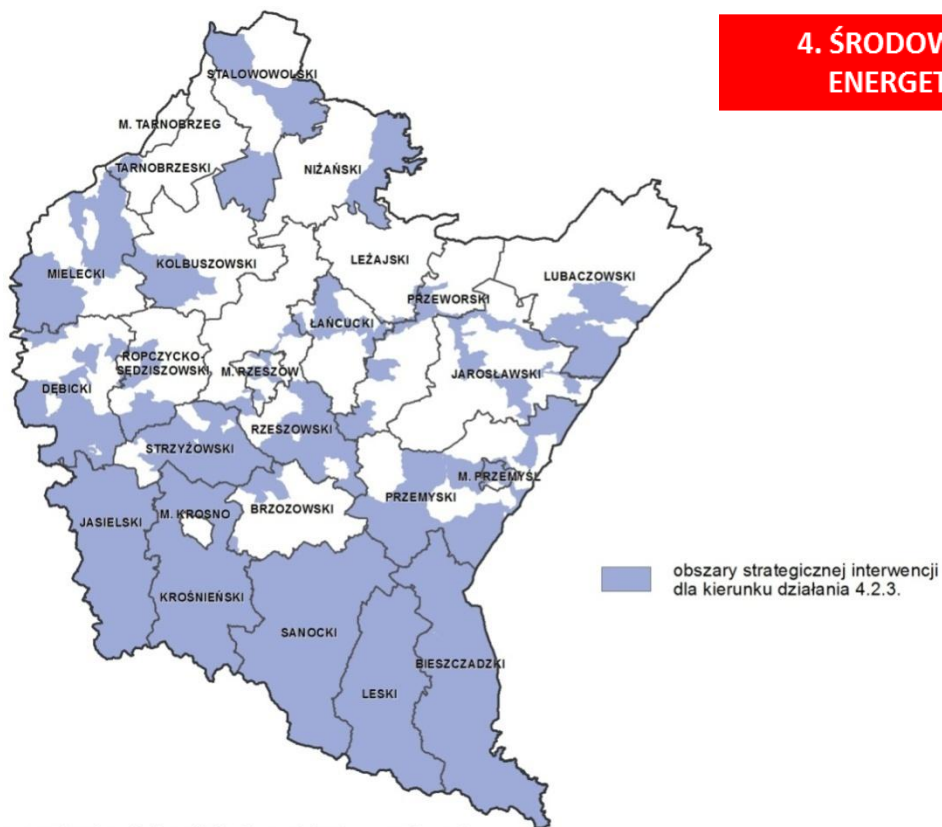 4. ŚRODOW
ENERGET
STALOWOWOLSKI
M. TARNOBRZEG
TARNOBRZESKI
NIŻAŃSKI
MIELECKI
KOLBUSZOWSKI
LEŻAJSKI
LUBACZOWSKI
PRZEWORSKI
ŁAŃCUCKI
ROPCZYCKO
SĘDZISZOWSKI
M. RZESZÓW
JAROSŁAWSKI
DĘBICKI
RZESZOWSKI
STRZYŻOWSKI
M. PRZEMYŚL
PRZEMYSKI
JASIELSKI
M. KROSNO
BRZOZOWSKI
obszary strategicznej interwencji
dla kierunku działania 4.2.3.
KROŚNIEŃSKI
SANOCKI
BIESZCZADZKI
LESKI